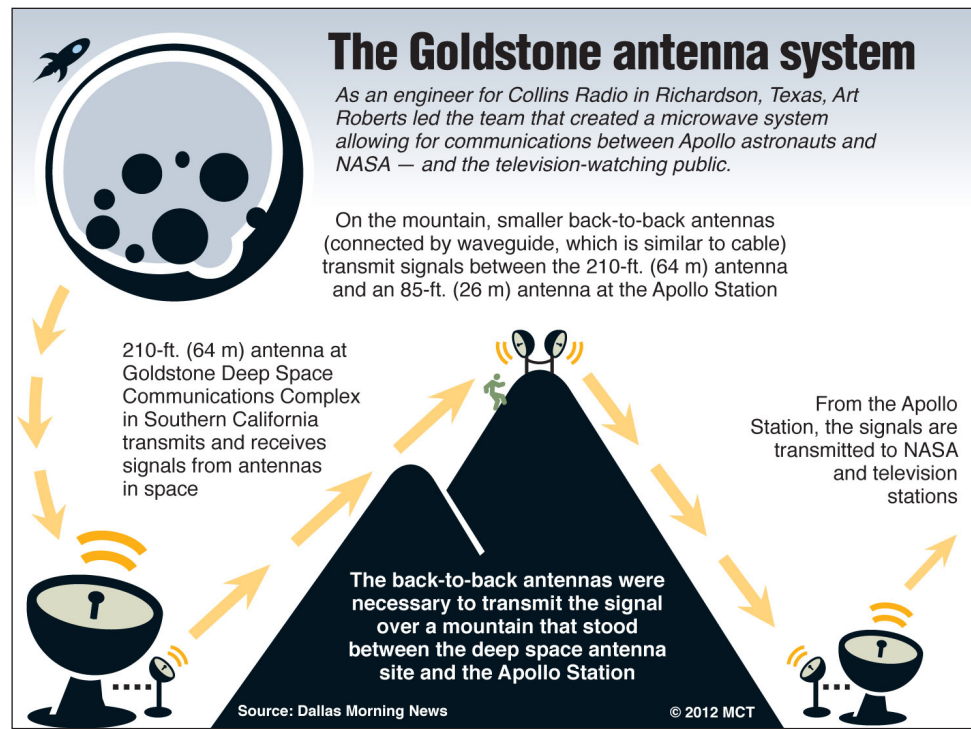 The Goldstone antenna system
As an engineer for Collins Radio in Richardson, Texas, Art
Roberts led the team that created a microwave system
allowing for communications between Apollo astronauts and
NASA — and the television-watching public.
On the mountain, smaller back-to-back antennas
(connected by waveguide, which is similar to cable)
transmit signals between the 210-ft. (64 m) antenna
and an 85-ft. (26 m) antenna at the Apollo Station
210-ft. (64 m) antenna at
Goldstone Deep Space
Communications Complex
in Southern California
transmits and receives
signals from antennas
in space
From the Apollo
Station, the signals are
transmitted to NASA
and television
stations
The back-to-back antennas were
necessary to transmit the signal
over a mountain that stood
between the deep space antenna
site and the Apollo Station
Source: Dallas Morning News
© 2012 MCT